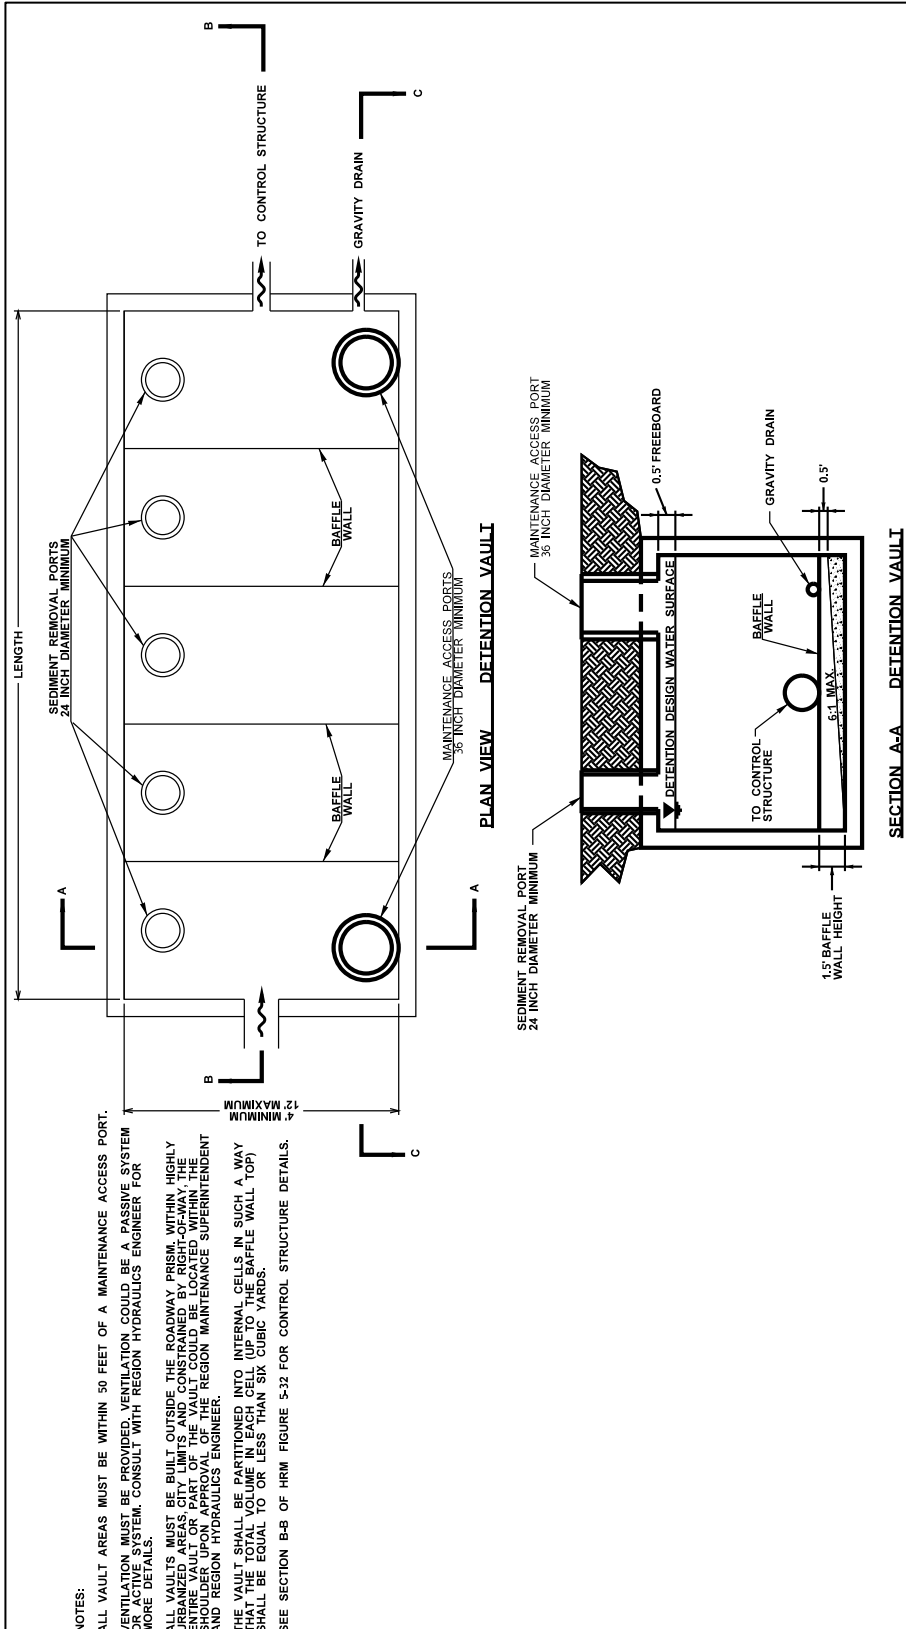 B
TO CONTROL STRUCTURE
C
GRAVITY DRAIN
LENGTH
SEDIMENT REMOVAL PORTS
24 INCH DIAMETER MINIMUM
BAFFLE
WALL
BAFFLE
WALL
MAINTENANCE ACCESS PORTS
36 INCH DIAMETER MINIMUM
A
A
B
C
4' MINIMUM
12' MAXIMUM
PLAN VIEW DETENTION VAULT
MAINTENANCE ACCESS PORT
36 INCH DIAMETER MINIMUM
SEDIMENT REMOVAL PORT
24 INCH DIAMETER MINIMUM
0.5' FREEBOARD
DETENTION DESIGN WATER SURFACE
GRAVITY DRAIN
0.5'
BAFFLE
WALL
6:1 MAX.
TO CONTROL
STRUCTURE
1.5' BAFFLE
WALL HEIGHT
SECTION A-A DETENTION VAULT
NOTES:
ALL VAULT AREAS MUST BE WITHIN 50 FEET OF A MAINTENANCE ACCESS PORT.
VENTILATION MUST BE PROVIDED. VENTILATION COULD BE A PASSIVE SYSTEM
OR ACTIVE SYSTEM. CONSULT WITH REGION HYDRAULICS ENGINEER FOR
MORE DETAILS.
ALL VAULTS MUST BE BUILT OUTSIDE THE ROADWAY PRISM. WITHIN HIGHLY
URBANIZED AREAS, CITY LIMITS AND CONSTRAINED BY RIGHT-OF-WAY, THE
ENTIRE VAULT OR PART OF THE VAULT COULD BE LOCATED WITHIN THE
SHOULDER UPON APPROVAL OF THE REGION MAINTENANCE SUPERINTENDENT
AND REGION HYDRAULICS ENGINEER.
THE VAULT SHALL BE PARTITIONED INTO INTERNAL CELLS IN SUCH A WAY
THAT THE TOTAL VOLUME IN EACH CELL (UP TO THE BAFFLE WALL TOP)
SHALL BE EQUAL TO OR LESS THAN SIX CUBIC YARDS.
SEE SECTION B-B OF HRM FIGURE 5-32 FOR CONTROL STRUCTURE DETAILS.